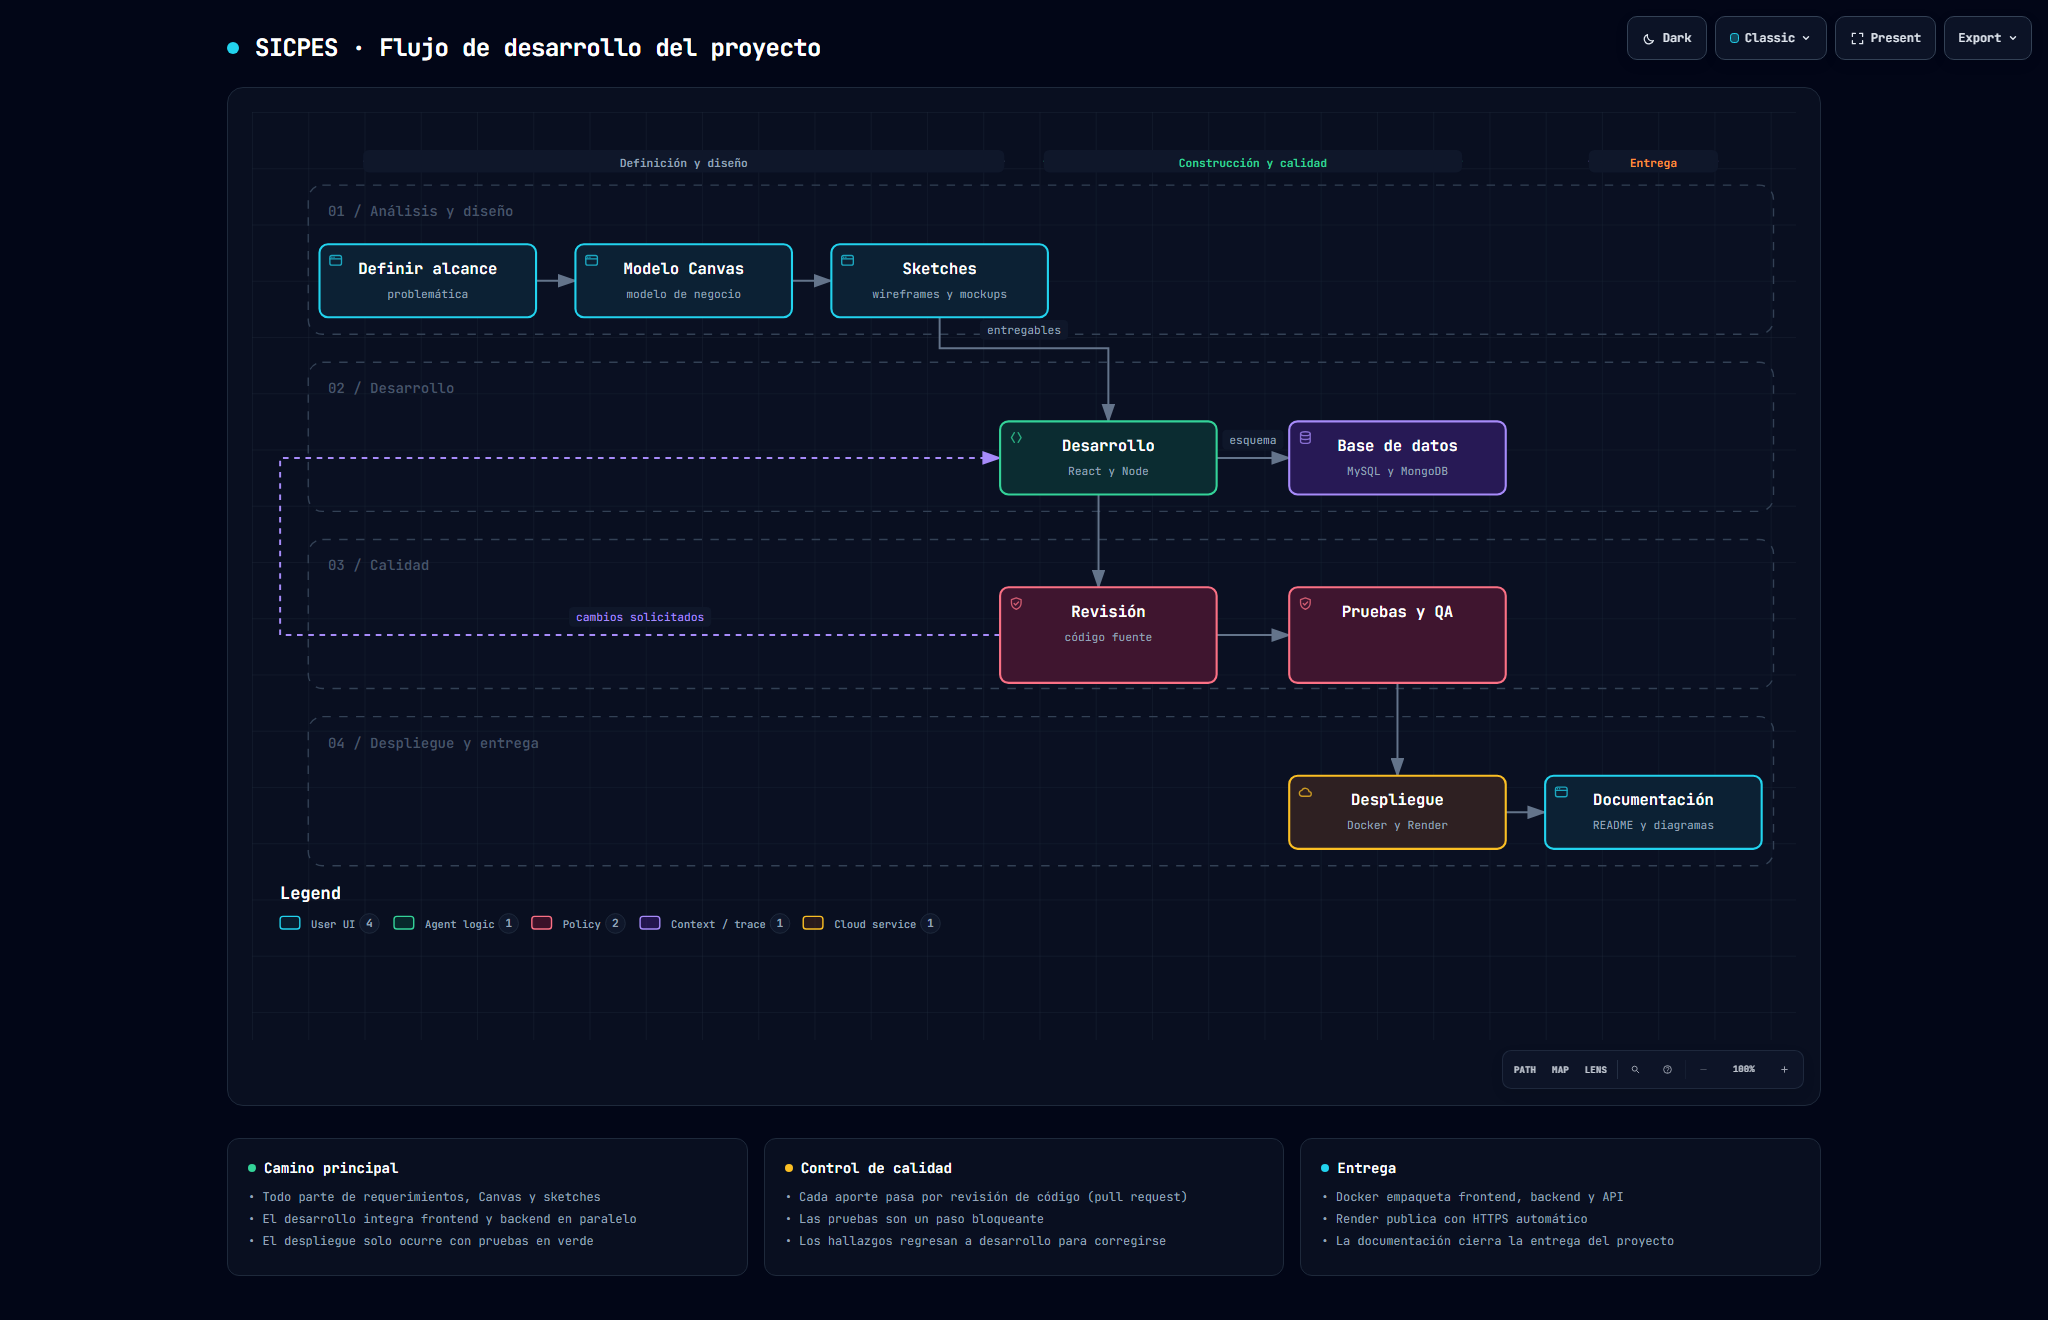 SICPES · Flujo de desarrollo del proyecto
Dark
Classic
Present
Export
Definición y diseño
Construcción y calidad
Entrega
01 / Análisis y diseño
Definir alcance
problemática
Modelo Canvas
modelo de negocio
Sketches
wireframes y mockups
entregables
02 / Desarrollo
Desarrollo
React y Node
esquema
Base de datos
MySQL y MongoDB
03 / Calidad
cambios solicitados
Revisión
código fuente
Pruebas y QA
04 / Despliegue y entrega
Despliegue
Docker y Render
Documentación
README y diagramas
Legend
User UI 4
Agent logic 1
Policy 2
Context / trace 1
Cloud service 1
PATH MAP LENS − 100% +
Camino principal
• Todo parte de requerimientos, Canvas y sketches
• El desarrollo integra frontend y backend en paralelo
• El despliegue solo ocurre con pruebas en verde
Control de calidad
• Cada aporte pasa por revisión de código (pull request)
• Las pruebas son un paso bloqueante
• Los hallazgos regresan a desarrollo para corregirse
Entrega
• Docker empaqueta frontend, backend y API
• Render publica con HTTPS automático
• La documentación cierra la entrega del proyecto